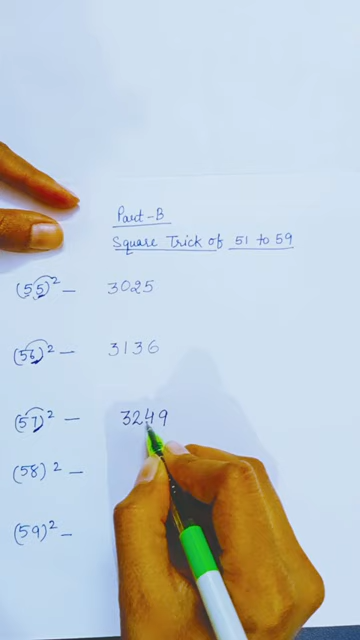 Part-B
Square Trick of 51 to 59
(55)² - 3025
(56)² - 3136
(57)² - 3249
(58)² -
(59)² -